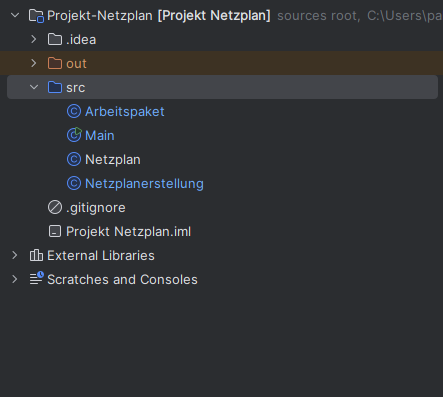 Projekt-Netzplan [Projekt Netzplan] sources root, C:\Users\pa
.idea
out
src
Arbeitspaket
Main
Netzplan
Netzplanerstellung
.gitignore
Projekt Netzplan.iml
External Libraries
Scratches and Consoles